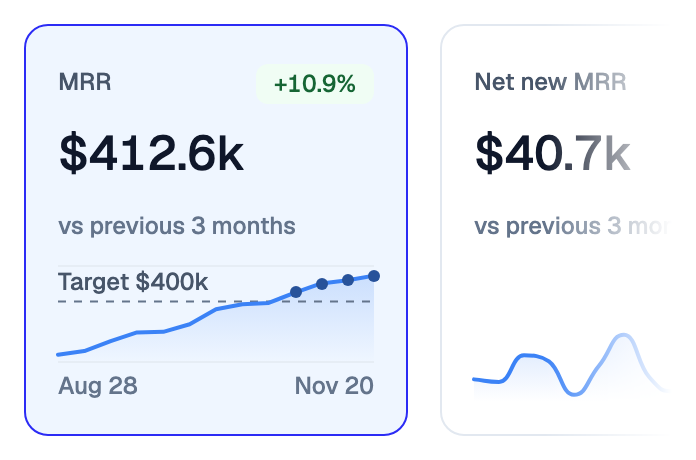 MRR
+10.9%
$412.6k
vs previous 3 months
Target $400k
Aug 28
Nov 20
Net new MRR
$40.7k
vs previous 3